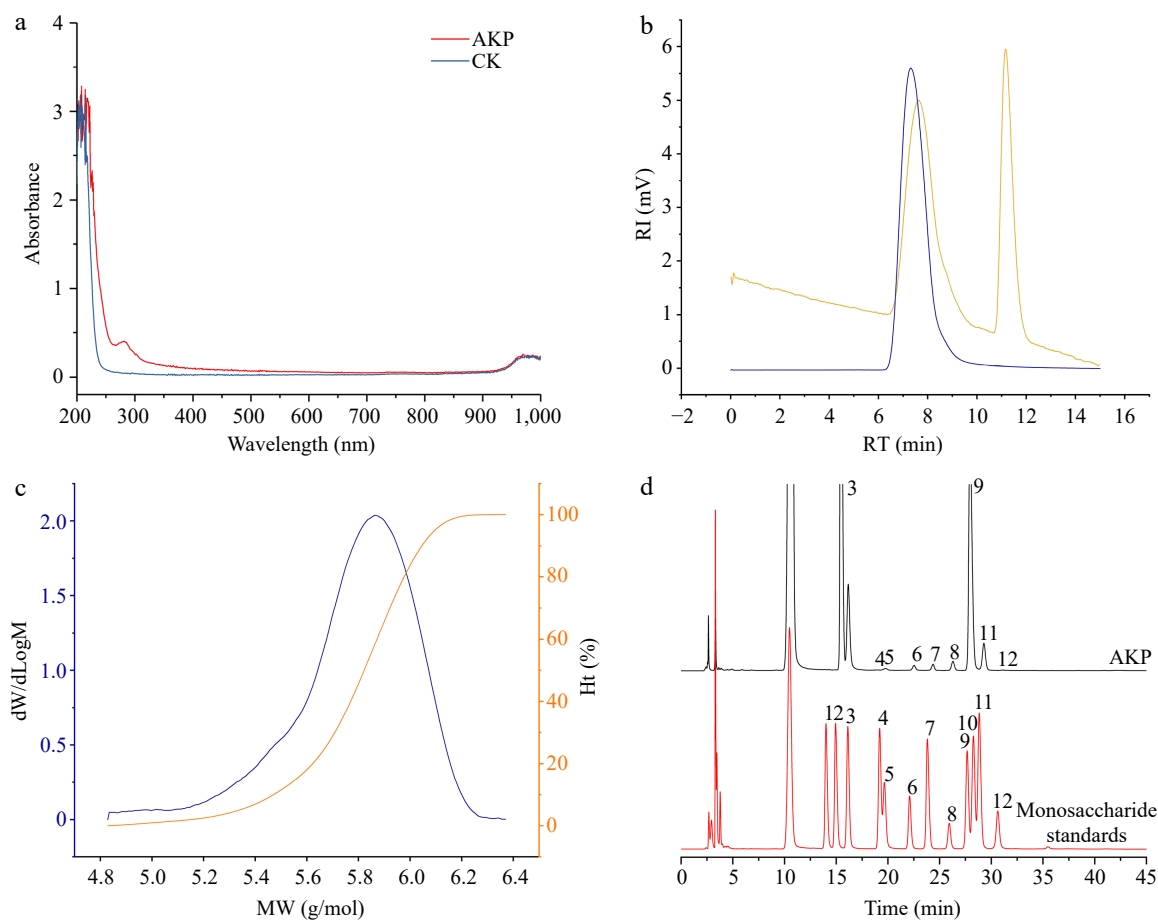 a
4
3
2
1
0
Absorbance
200 300 400 500 600 700 800 900 1,000
Wavelength (nm)
AKP
CK
b
6
5
4
3
2
1
0
RI (mV)
−2 0 2 4 6 8 10 12 14 16
RT (min)
c
2.0
1.5
1.0
0.5
0
dW/dLogM
100
80
60
40
20
0
Ht (%)
4.8 5.0 5.2 5.4 5.6 5.8 6.0 6.2 6.4
MW (g/mol)
d
3 9
45 6 7 8 11 12
AKP
12 3 4 5 6 7 8 9 10 11 12
Monosaccharide
standards
0 5 10 15 20 25 30 35 40 45
Time (min)